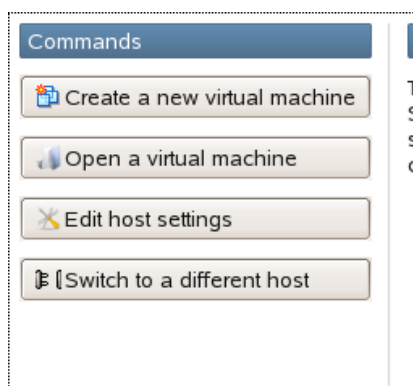 Commands
Create a new virtual machine
Open a virtual machine
Edit host settings
Switch to a different host